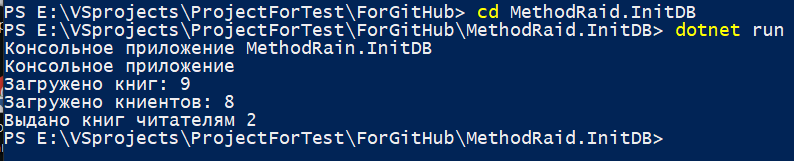 PS E:\VSprojects\ProjectForTest\ForGitHub> cd MethodRaid.InitDB
PS E:\VSprojects\ProjectForTest\ForGitHub\MethodRaid.InitDB> dotnet run
Консольное приложение MethodRain.InitDB
Консольное приложение
Загружено книг: 9
Загружено книентов: 8
Выдано книг читателям 2
PS E:\VSprojects\ProjectForTest\ForGitHub\MethodRaid.InitDB>